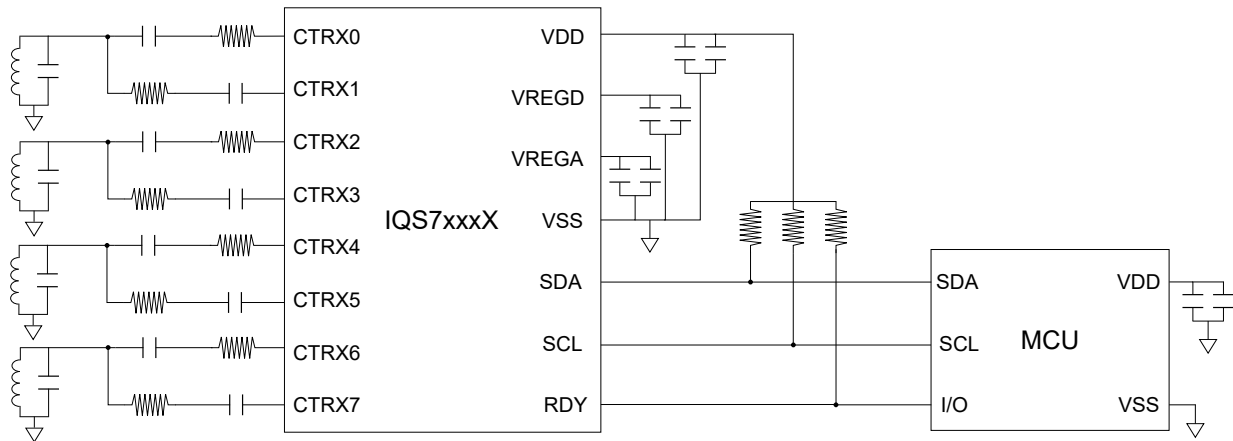 CTRX0
CTRX1
CTRX2
CTRX3
CTRX4
CTRX5
CTRX6
CTRX7
IQS7xxxX
VDD
VREGD
VREGA
VSS
SDA
SCL
RDY
SDA
SCL
I/O
MCU
VDD
VSS